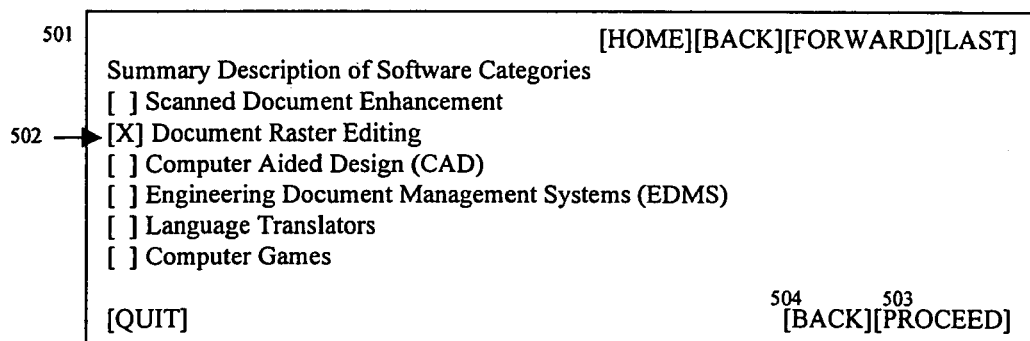 501 [HOME][BACK][FORWARD][LAST]
Summary Description of Software Categories
[ ] Scanned Document Enhancement
502 [X] Document Raster Editing
[ ] Computer Aided Design (CAD)
[ ] Engineering Document Management Systems (EDMS)
[ ] Language Translators
[ ] Computer Games
504 503
[QUIT] [BACK][PROCEED]